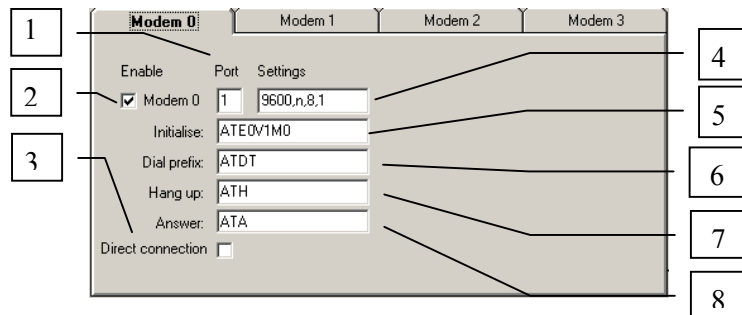 Modem 0 Modem 1 Modem 2 Modem 3
1
Enable Port Settings
4
2
Modem 0 1 9600,n,8,1
5
Initialise: ATE0V1M0
3
Dial prefix: ATDT
6
Hang up: ATH
Answer: ATA
7
Direct connection
8